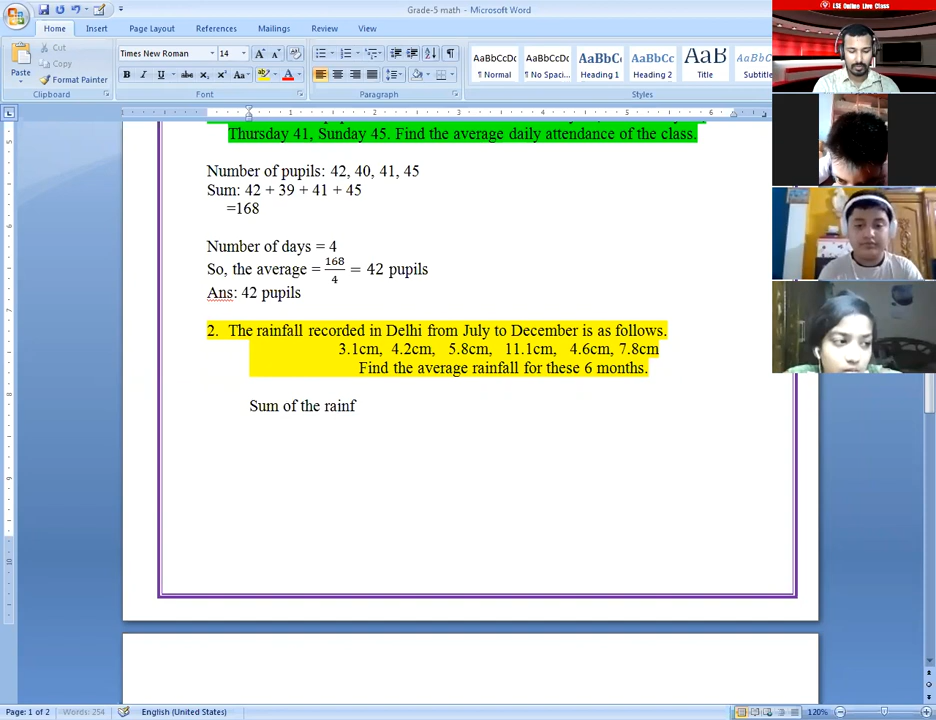 Grade-5 math - Microsoft Word
LSE Online Live Class
Home Insert Page Layout References Mailings Review View
Paste
Cut
Copy
Format Painter
Clipboard
Times New Roman 14
Font
Paragraph
AaBbCcDc AaBbCcDc AaBbC AaBbCc AaB AaBbCc
¶ Normal ¶ No Spaci... Heading 1 Heading 2 Title Subtitle
Styles
Thursday 41, Sunday 45. Find the average daily attendance of the class.
Number of pupils: 42, 40, 41, 45
Sum: 42 + 39 + 41 + 45
=168
Number of days = 4
So, the average = 168/4 = 42 pupils
Ans: 42 pupils
2. The rainfall recorded in Delhi from July to December is as follows.
3.1cm, 4.2cm, 5.8cm, 11.1cm, 4.6cm, 7.8cm
Find the average rainfall for these 6 months.
Sum of the rainf
Page: 1 of 2 Words: 254 English (United States) 120%